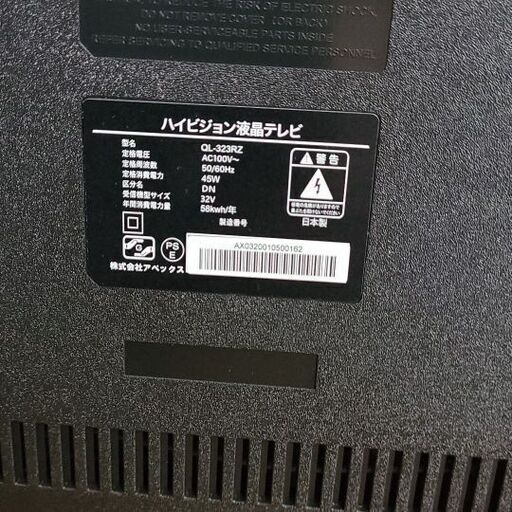 REDUCE THE RISK OF ELECTRIC SHOCK,
DO NOT REMOVE COVER (OR BACK)
NO USER-SERVICEABLE PARTS INSIDE
REFER SERVICING TO QUALIFIED SERVICE PERSONNEL.
ハイビジョン液晶テレビ
型名 QL-323RZ
定格電圧 AC100V～
定格周波数 50/60Hz
定格消費電力 45W
区分名 DN
受信機型サイズ 32V
年間消費電力量 58kwh/年
警告
日本製
製造番号
AX0320010500162
G
PS
E
株式会社アペックス